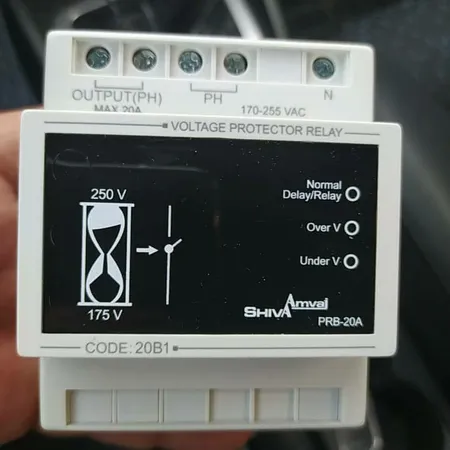 OUTPUT(PH) PH N
MAX 20A 170-255 VAC
VOLTAGE PROTECTOR RELAY
Normal
Delay/Relay
250 V
Over V
Under V
175 V
SHIVA Amvaj
PRB-20A
CODE: 20B1